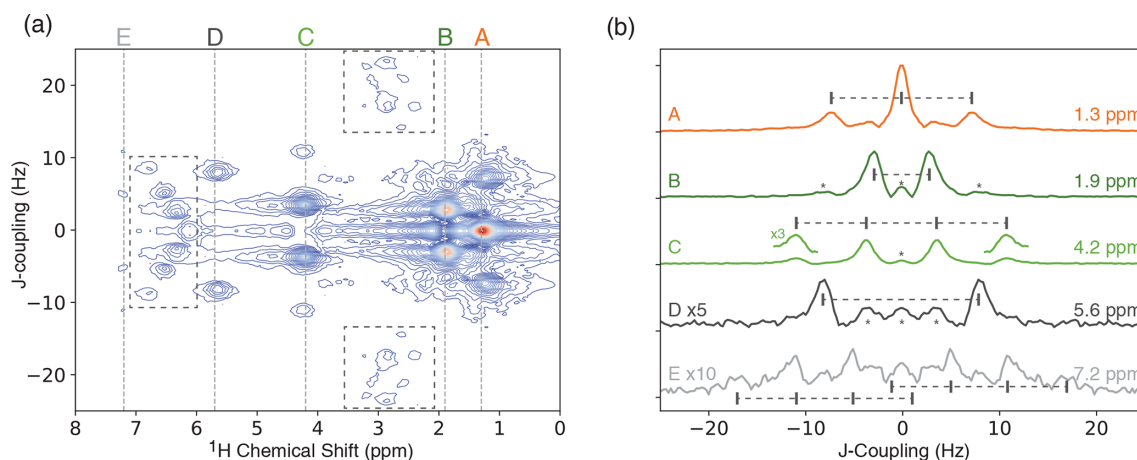 (a)
E D C B A
20
10
0
−10
−20
J-coupling (Hz)
8 7 6 5 4 3 2 1 0
¹H Chemical Shift (ppm)
(b)
A 1.3 ppm
B * * * 1.9 ppm
C x3 * 4.2 ppm
D x5 * * * 5.6 ppm
E x10 7.2 ppm
−20 −10 0 10 20
J-Coupling (Hz)